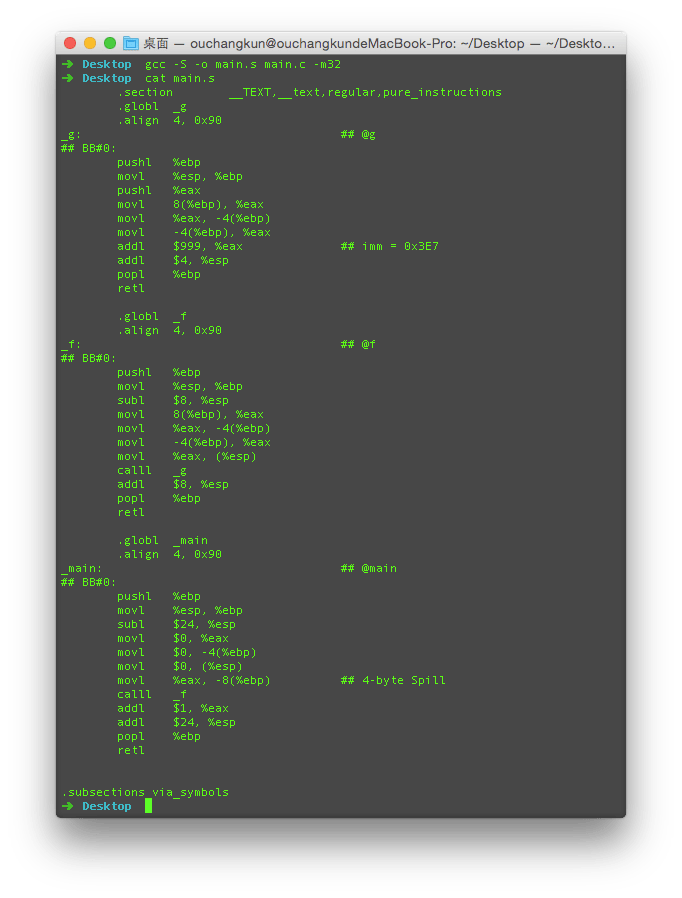 桌面 — ouchangkun@ouchangkundeMacBook-Pro: ~/Desktop — ~/Deskto…
➜ Desktop gcc -S -o main.s main.c -m32
➜ Desktop cat main.s
.section __TEXT,__text,regular,pure_instructions
.globl _g
.align 4, 0x90
_g: ## @g
## BB#0:
pushl %ebp
movl %esp, %ebp
pushl %eax
movl 8(%ebp), %eax
movl %eax, -4(%ebp)
movl -4(%ebp), %eax
addl $999, %eax ## imm = 0x3E7
addl $4, %esp
popl %ebp
retl
.globl _f
.align 4, 0x90
_f: ## @f
## BB#0:
pushl %ebp
movl %esp, %ebp
subl $8, %esp
movl 8(%ebp), %eax
movl %eax, -4(%ebp)
movl -4(%ebp), %eax
movl %eax, (%esp)
calll _g
addl $8, %esp
popl %ebp
retl
.globl _main
.align 4, 0x90
_main: ## @main
## BB#0:
pushl %ebp
movl %esp, %ebp
subl $24, %esp
movl $0, %eax
movl $0, -4(%ebp)
movl $0, (%esp)
movl %eax, -8(%ebp) ## 4-byte Spill
calll _f
addl $1, %eax
addl $24, %esp
popl %ebp
retl
.subsections_via_symbols
➜ Desktop